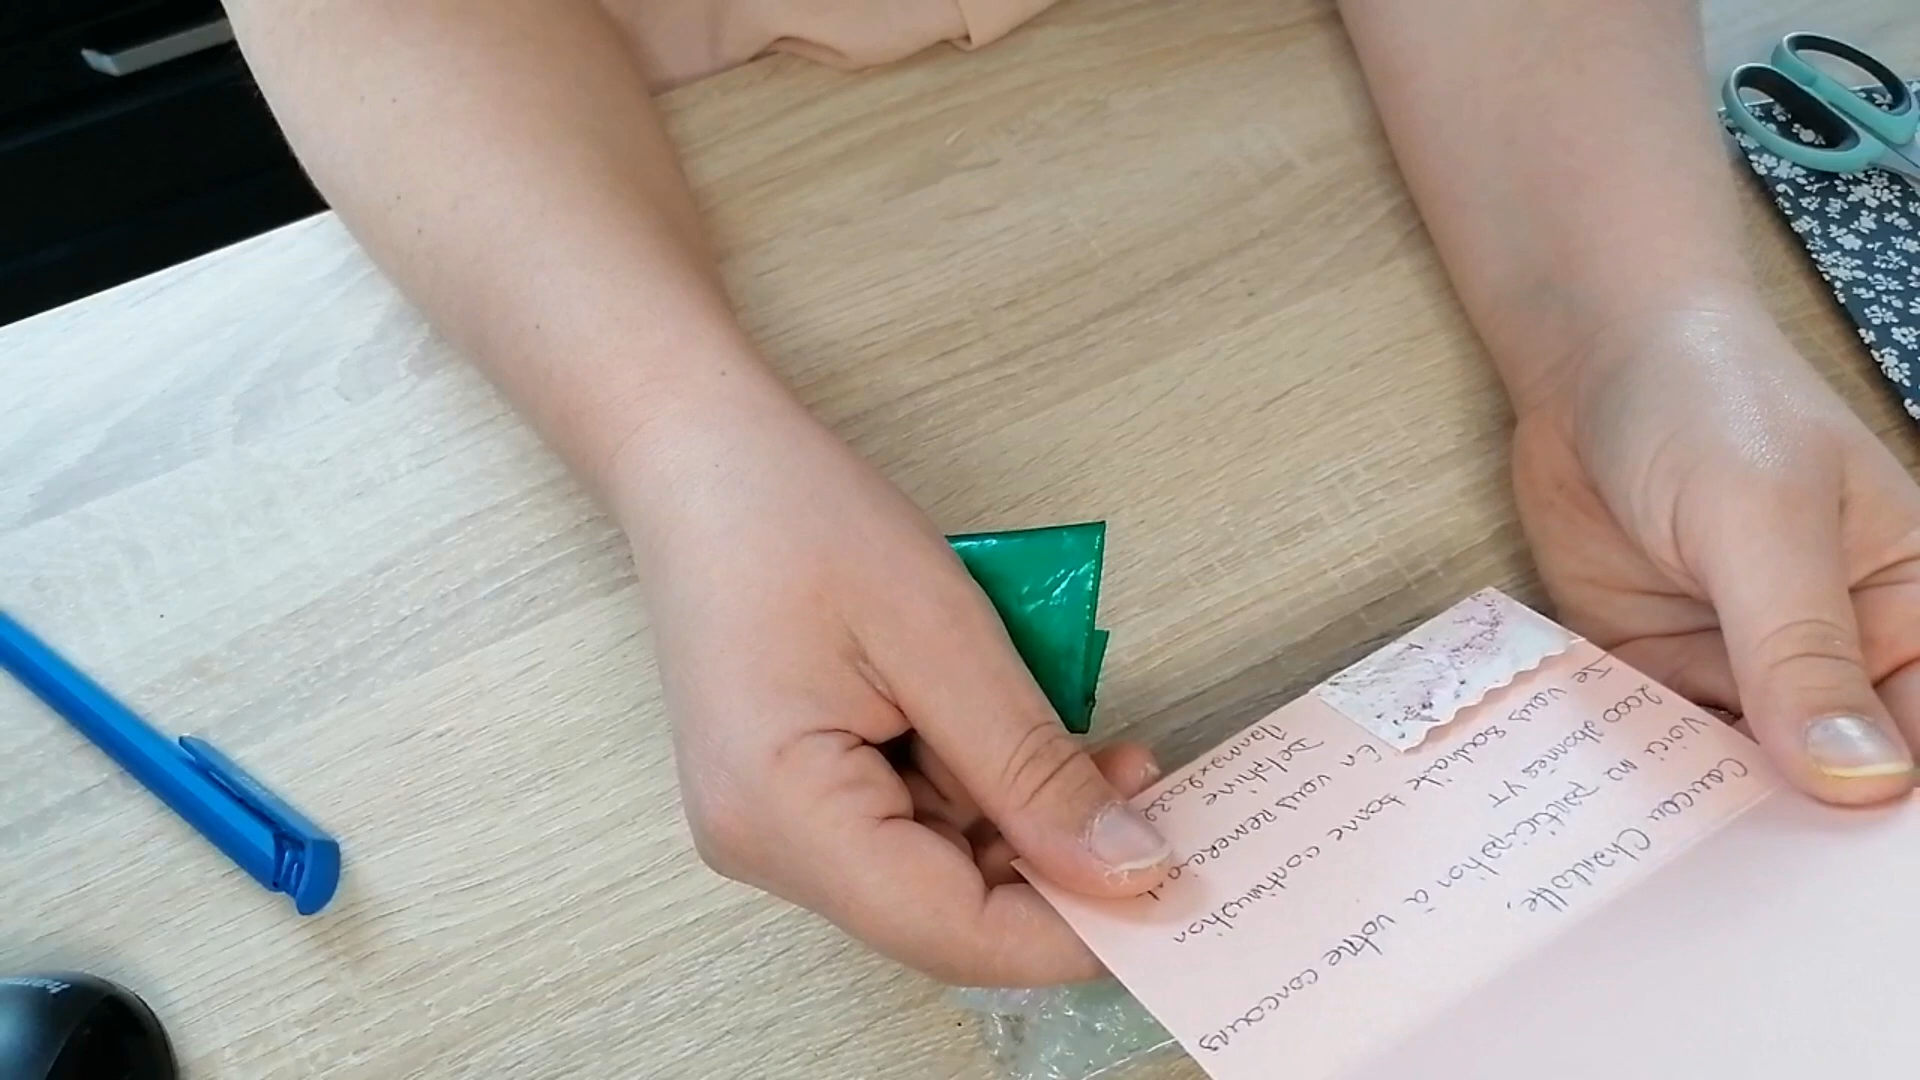 Coucou Charlotte,
Voici ma participation à votre concours
2000 abonnés YT
Je vous souhaite bonne continuation
En vous remerciant
Delphine